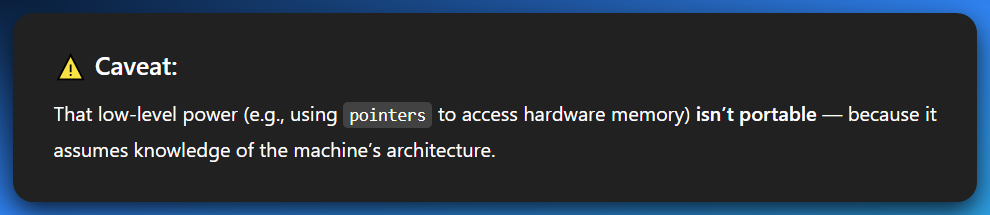 ⚠️ Caveat:
That low-level power (e.g., using pointers to access hardware memory) isn’t portable — because it
assumes knowledge of the machine’s architecture.